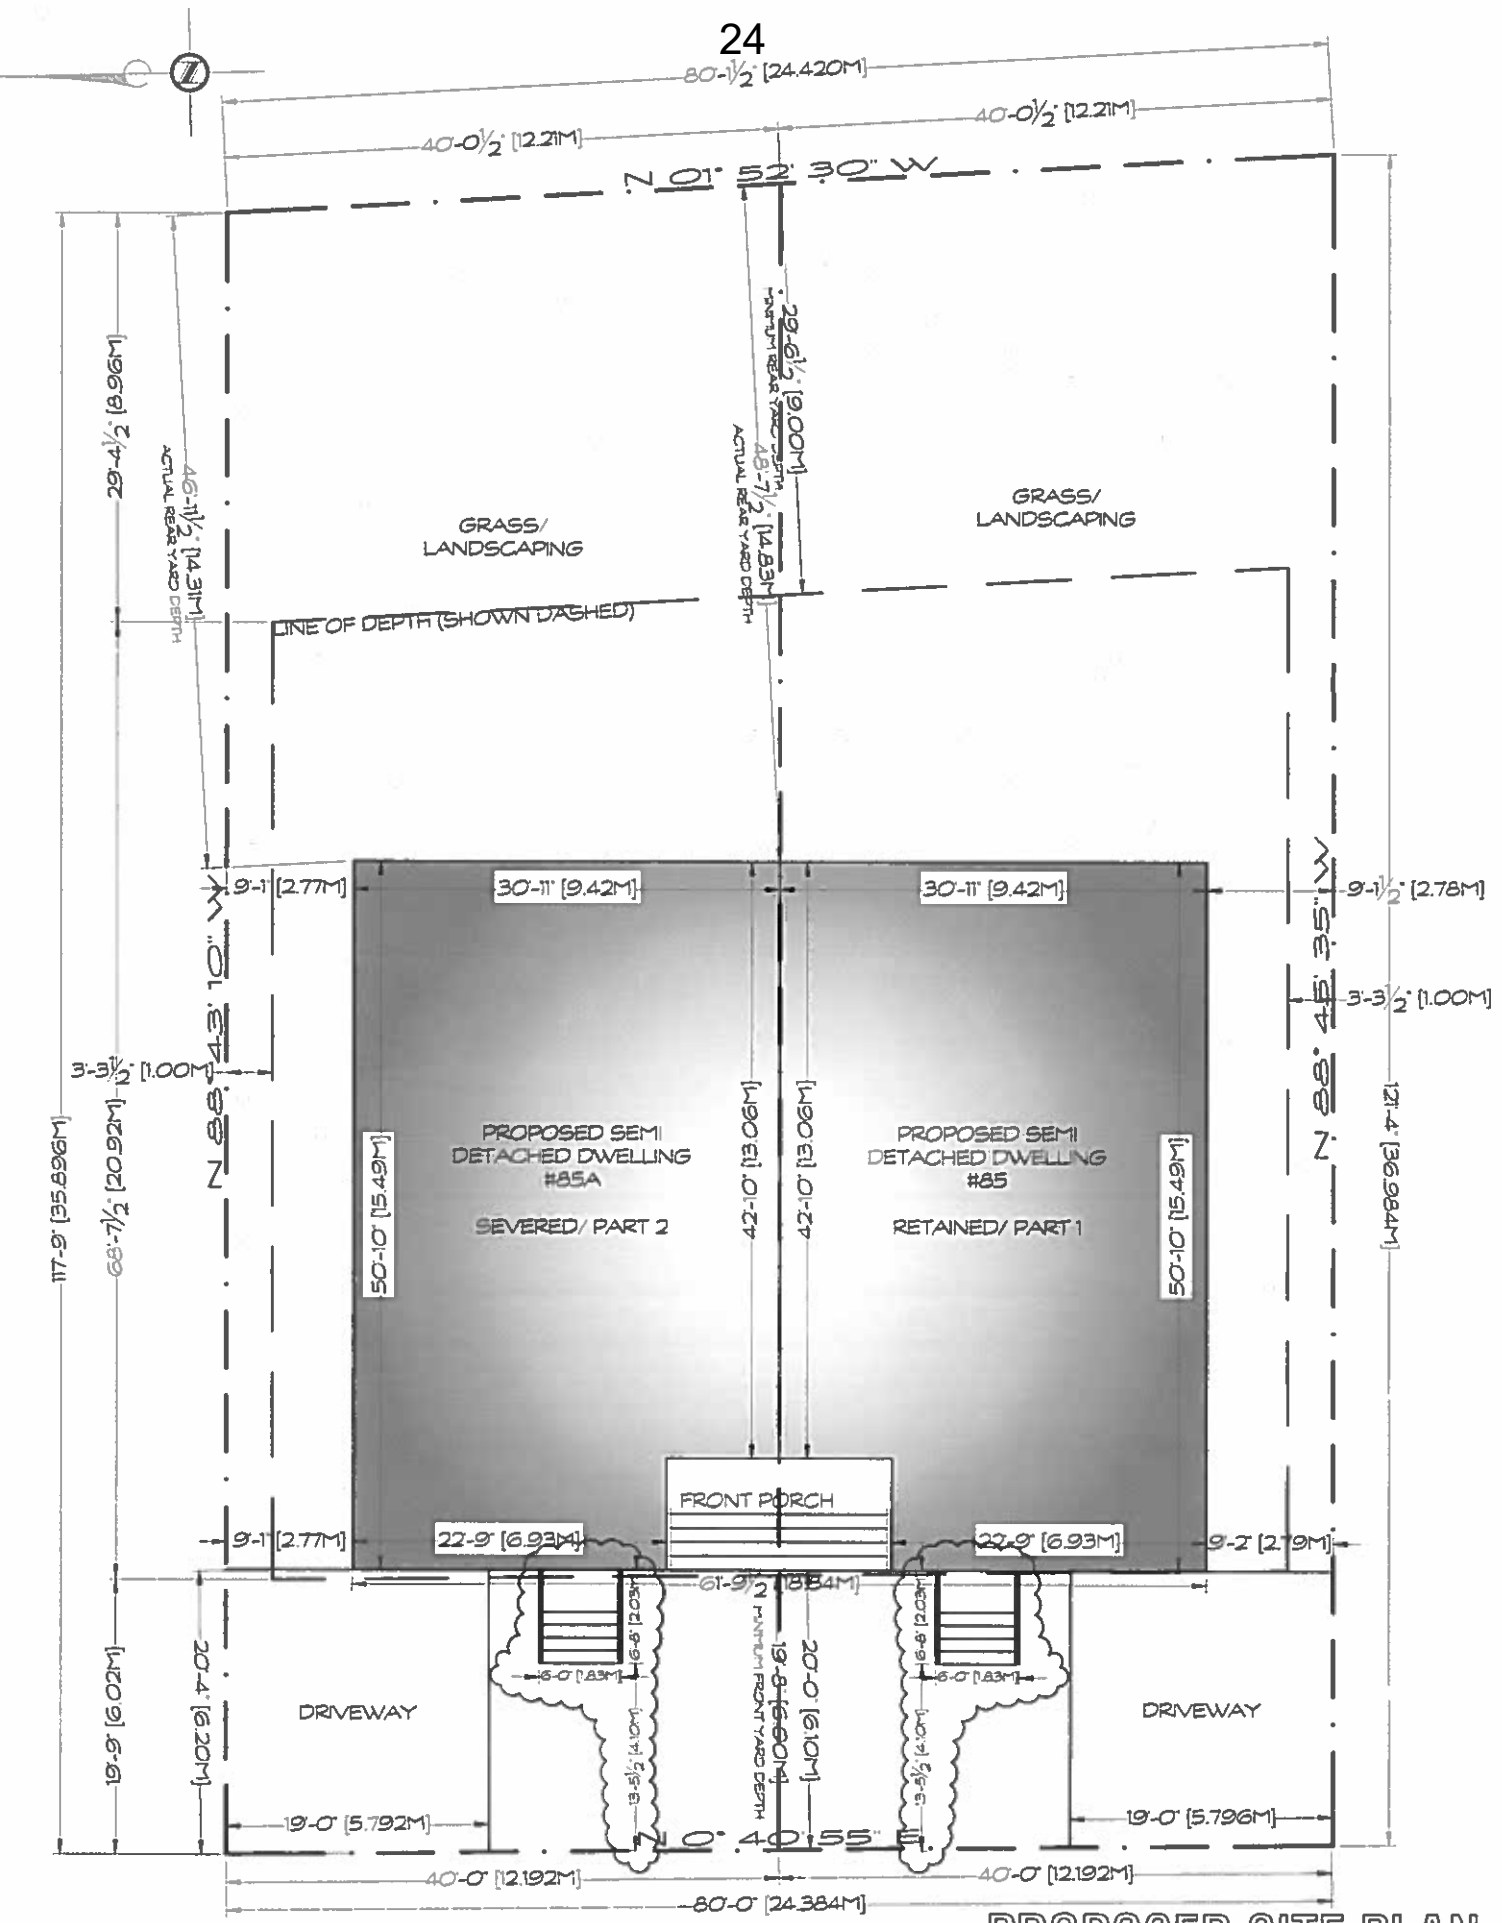 24
80'-1½" [24.420M]
40'-0½" [12.21M]
40'-0½" [12.21M]
N 01° 52' 30" W
29'-4½" [8.96M]
46'-11½" [14.31M]
ACTUAL REAR YARD DEPTH
29'-6½" [9.00M]
MINIMUM REAR YARD DEPTH
48'-7½" [14.83M]
ACTUAL REAR YARD DEPTH
GRASS/
LANDSCAPING
GRASS/
LANDSCAPING
LINE OF DEPTH (SHOWN DASHED)
9'-1" [2.77M]
30'-11" [9.42M]
30'-11" [9.42M]
9'-1½" [2.78M]
N 88° 43' 10" W
N 88° 45' 35" W
3'-3½" [1.00M]
3'-3½" [1.00M]
117'-9" [35.896M]
68'-7½" [20.92M]
121'-4" [36.984M]
50'-10" [15.49M]
42'-10" [13.06M]
42'-10" [13.06M]
50'-10" [15.49M]
PROPOSED SEMI
DETACHED DWELLING
#85A
SEVERED/ PART 2
PROPOSED SEMI
DETACHED DWELLING
#85
RETAINED/ PART 1
FRONT PORCH
9'-1" [2.77M]
22'-9" [6.93M]
22'-9" [6.93M]
9'-2" [2.79M]
61'-9½" [18.84M]
6'-8" [2.03M]
6'-8" [2.03M]
6'-0" [1.83M]
6'-0" [1.83M]
19'-9" [6.02M]
20'-4" [6.20M]
DRIVEWAY
13'-5½" [4.10M]
MINIMUM FRONT YARD DEPTH
19'-8" [6.00M]
20'-0" [6.10M]
13'-5½" [4.10M]
DRIVEWAY
19'-0" [5.792M]
19'-0" [5.796M]
N 0° 40' 55" E
40'-0" [12.192M]
40'-0" [12.192M]
80'-0" [24.384M]
PROPOSED SITE PLAN